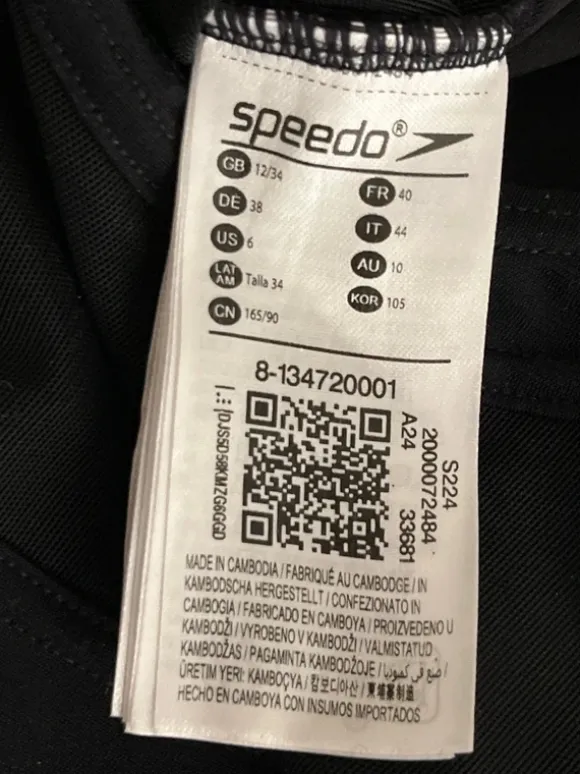 speedo®
GB 12/34
FR 40
DE 38
IT 44
US 6
AU 10
LAT AM Talla 34
KOR 105
CN 165/90
8-134720001
DJS5D58KMZG6GGD
A24 33681
2000072484
S224
MADE IN CAMBODIA / FABRIQUÉ AU CAMBODGE / IN
KAMBODSCHA HERGESTELLT / CONFEZIONATO IN
CAMBOGIA / FABRICADO EN CAMBOYA / PROIZVEDENO U
KAMBODŽI / VYROBENO V KAMBODŽI / VALMISTATUD
KAMBODŽAS / PAGAMINTA KAMBODŽOJE / صنع في كمبوديا /
ÜRETIM YERI: KAMBOÇYA / 캄보디아산 / 柬埔寨制造
HECHO EN CAMBOYA CON INSUMOS IMPORTADOS